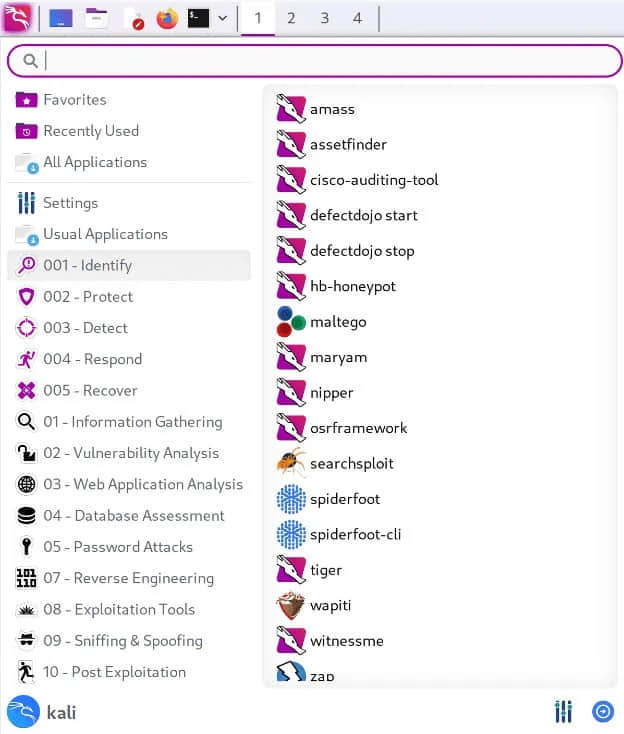 1 2 3 4
Favorites
Recently Used
All Applications
Settings
Usual Applications
001 - Identify
002 - Protect
003 - Detect
004 - Respond
005 - Recover
01 - Information Gathering
02 - Vulnerability Analysis
03 - Web Application Analysis
04 - Database Assessment
05 - Password Attacks
07 - Reverse Engineering
08 - Exploitation Tools
09 - Sniffing & Spoofing
10 - Post Exploitation
amass
assetfinder
cisco-auditing-tool
defectdojo start
defectdojo stop
hb-honeypot
maltego
maryam
nipper
osrframework
searchsploit
spiderfoot
spiderfoot-cli
tiger
wapiti
witnessme
zap
kali